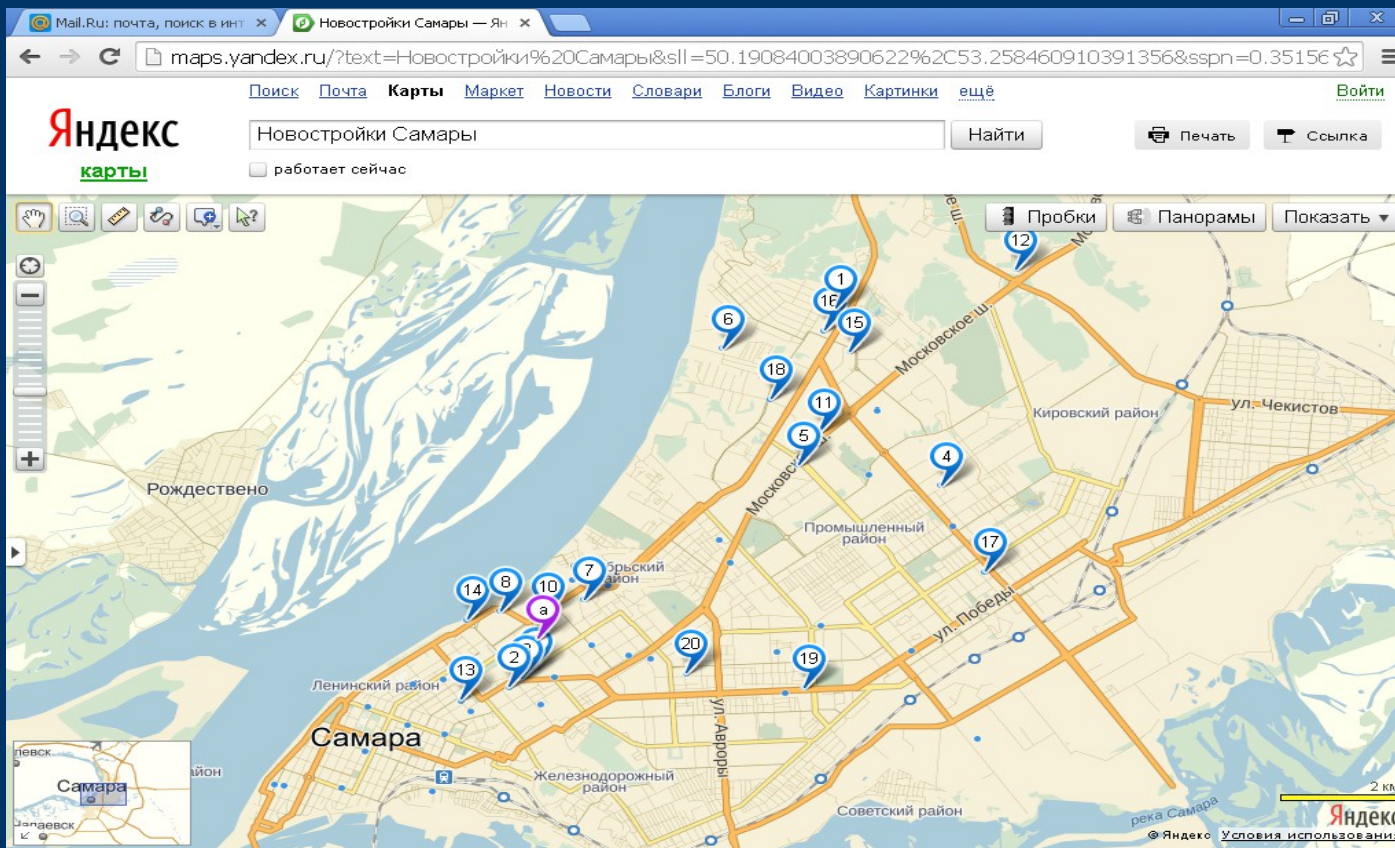 Mail.Ru: почта, поиск в инт
Новостройки Самары — Ян
maps.yandex.ru/?text=Новостройки%20Самары&sll=50.19084003890622%2C53.258460910391356&sspn=0.35156
Поиск Почта Карты Маркет Новости Словари Блоги Видео Картинки ещё Войти
Яндекс
карты
Новостройки Самары
Найти
Печать Ссылка
работает сейчас
Пробки Панорамы Показать
12
1
16
6
15
Московское ш.
18
11
Кировский район
ул. Чекистов
5
4
Рождествено
Московское
Промышленный
район
17
7
8
10
14
а
ул. Победы
20
2
19
13
Ленинский район
Самара
ул. Авроры
Железнодорожный
район
Самара
Советский район
река Самара
2 км
Яндекс
© Яндекс Условия использования